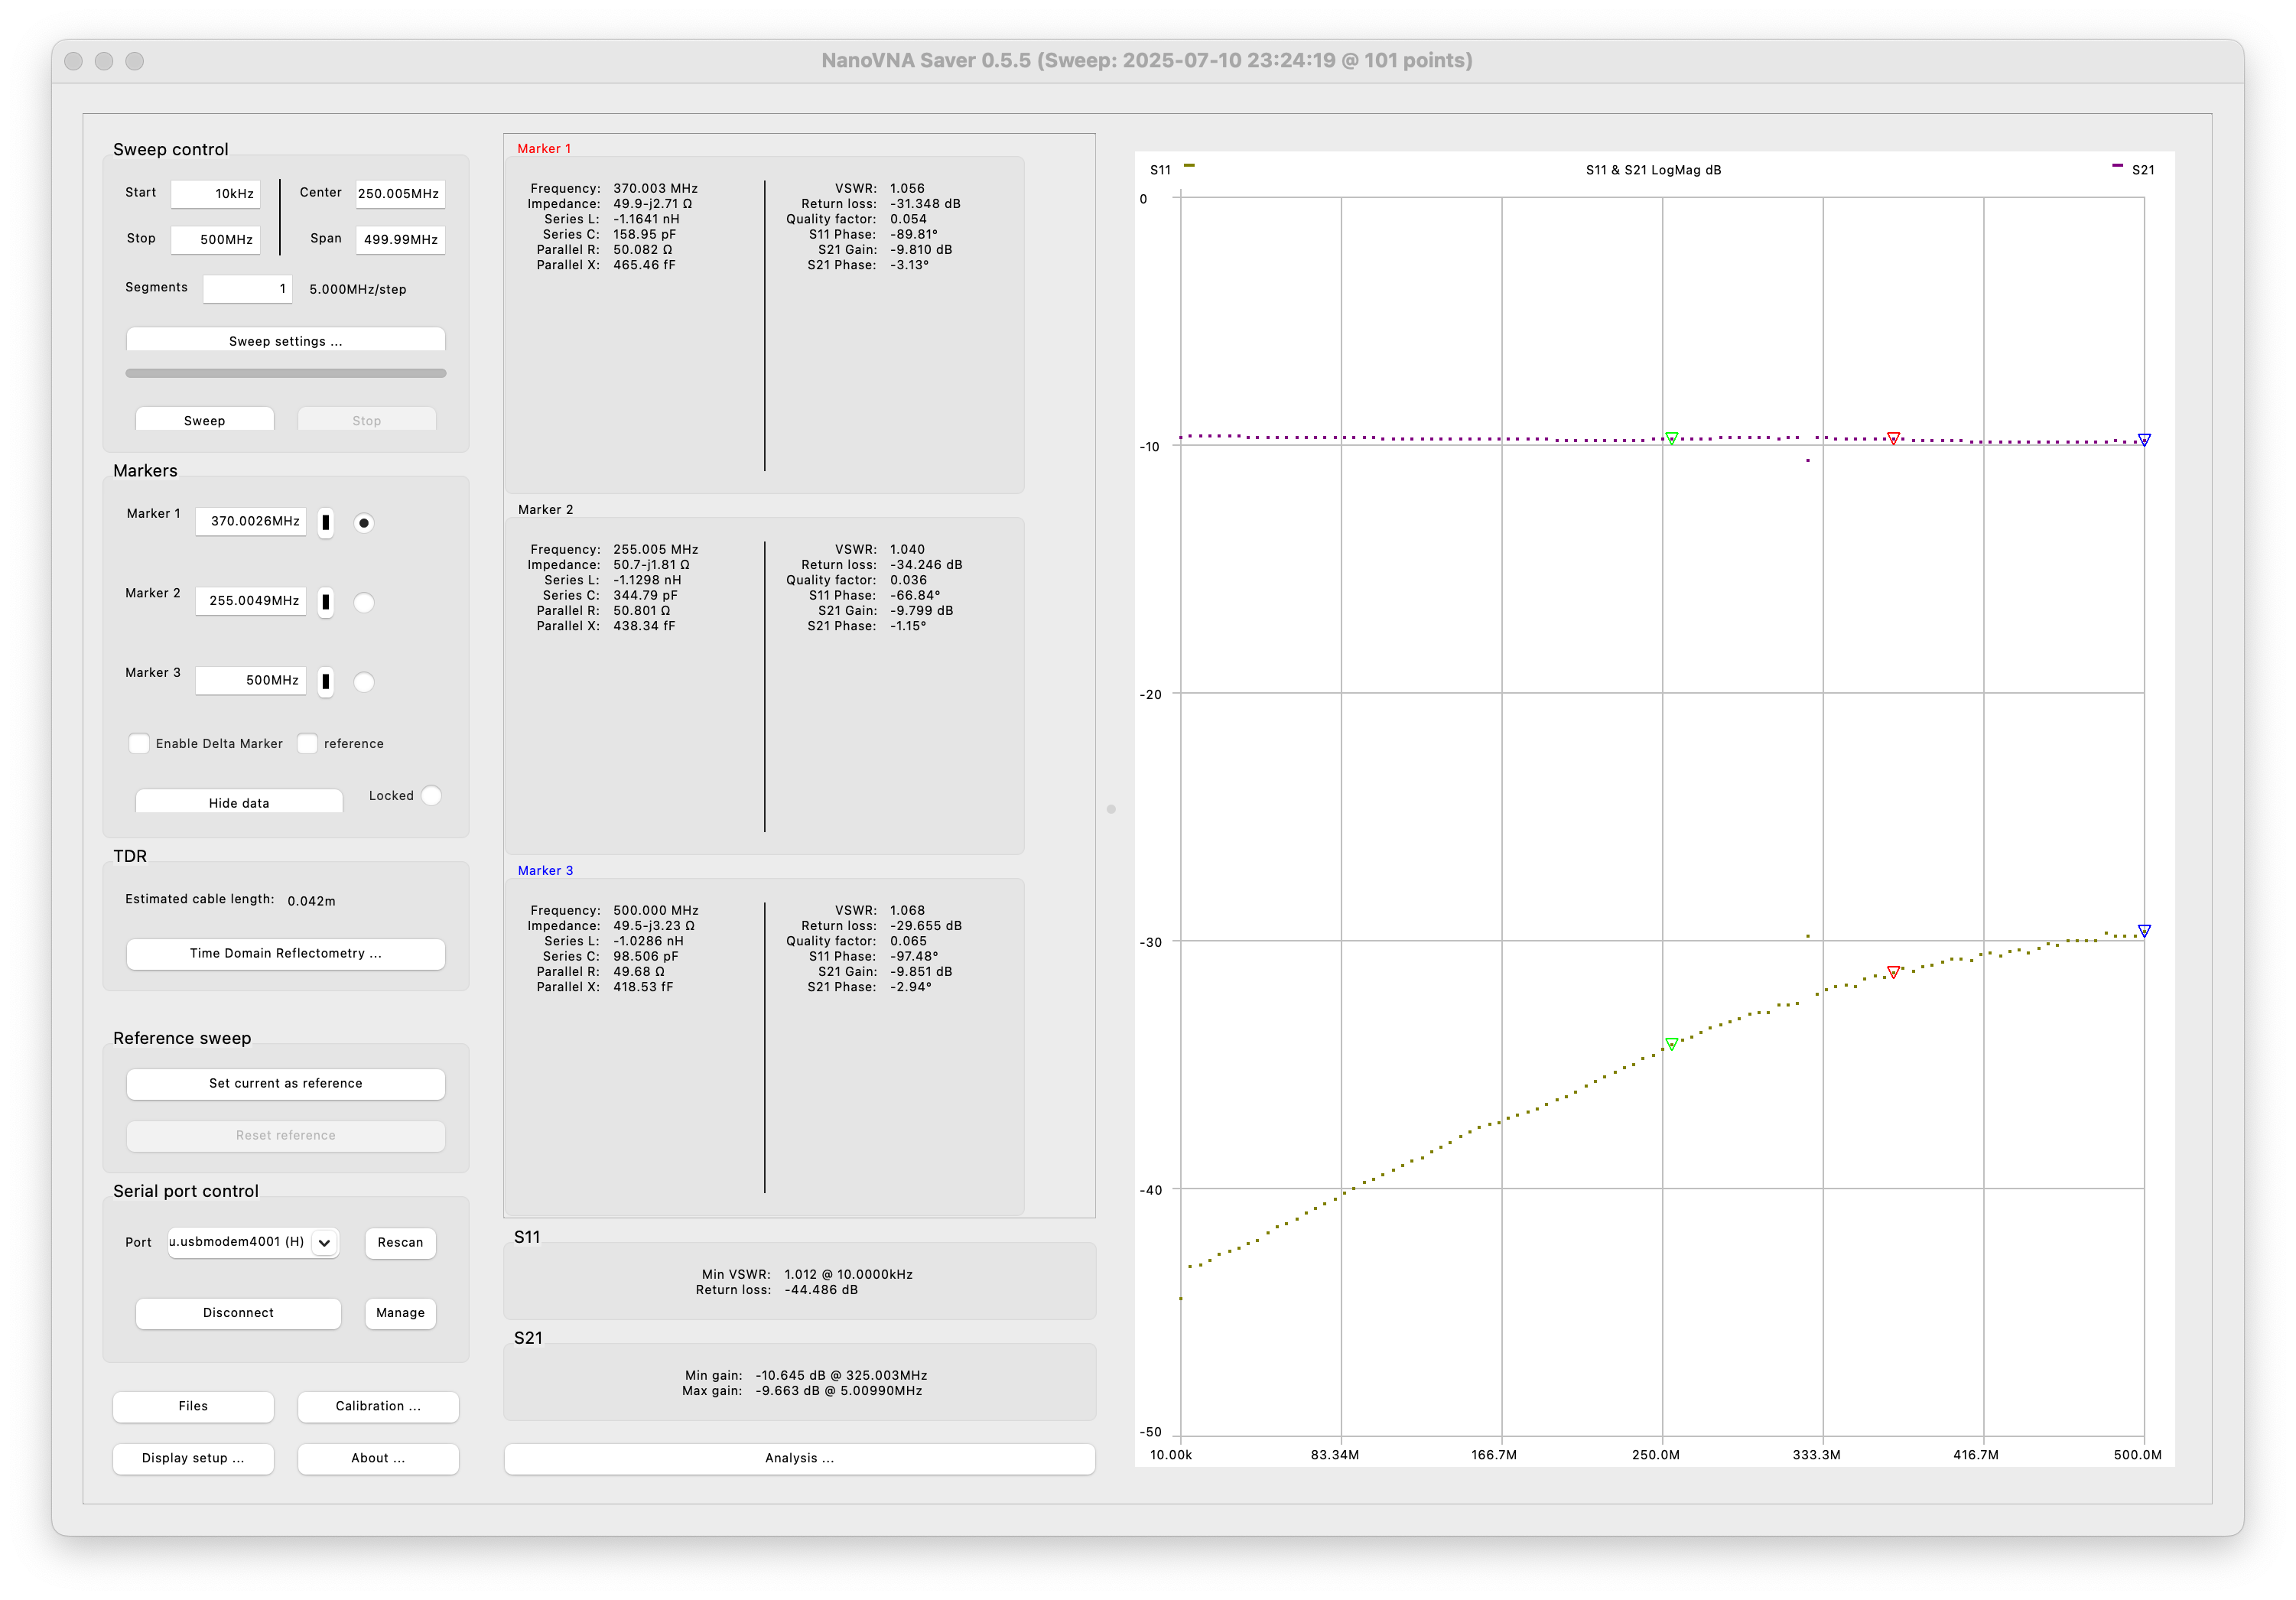 NanoVNA Saver 0.5.5 (Sweep: 2025-07-10 23:24:19 @ 101 points)
Sweep control
Start 10kHz Center 250.005MHz
Stop 500MHz Span 499.99MHz
Segments 1 5.000MHz/step
Sweep settings ...
Sweep Stop
Markers
Marker 1 370.0026MHz
Marker 2 255.0049MHz
Marker 3 500MHz
Enable Delta Marker reference
Hide data Locked
TDR
Estimated cable length: 0.042m
Time Domain Reflectometry ...
Reference sweep
Set current as reference
Reset reference
Serial port control
Port u.usbmodem4001 (H) Rescan
Disconnect Manage
Files Calibration ...
Display setup ... About ...
Marker 1
Frequency: 370.003 MHz VSWR: 1.056
Impedance: 49.9-j2.71 Ω Return loss: -31.348 dB
Series L: -1.1641 nH Quality factor: 0.054
Series C: 158.95 pF S11 Phase: -89.81°
Parallel R: 50.082 Ω S21 Gain: -9.810 dB
Parallel X: 465.46 fF S21 Phase: -3.13°
Marker 2
Frequency: 255.005 MHz VSWR: 1.040
Impedance: 50.7-j1.81 Ω Return loss: -34.246 dB
Series L: -1.1298 nH Quality factor: 0.036
Series C: 344.79 pF S11 Phase: -66.84°
Parallel R: 50.801 Ω S21 Gain: -9.799 dB
Parallel X: 438.34 fF S21 Phase: -1.15°
Marker 3
Frequency: 500.000 MHz VSWR: 1.068
Impedance: 49.5-j3.23 Ω Return loss: -29.655 dB
Series L: -1.0286 nH Quality factor: 0.065
Series C: 98.506 pF S11 Phase: -97.48°
Parallel R: 49.68 Ω S21 Gain: -9.851 dB
Parallel X: 418.53 fF S21 Phase: -2.94°
S11
Min VSWR: 1.012 @ 10.0000kHz
Return loss: -44.486 dB
S21
Min gain: -10.645 dB @ 325.003MHz
Max gain: -9.663 dB @ 5.00990MHz
Analysis ...
S11 S11 & S21 LogMag dB S21
0
-10
-20
-30
-40
-50
10.00k 83.34M 166.7M 250.0M 333.3M 416.7M 500.0M